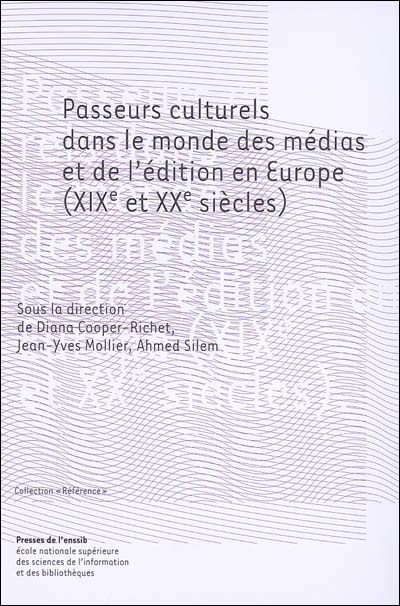 Passeurs culturels
dans le monde des médias
et de l'édition en Europe
(XIXe et XXe siècles)
Sous la direction
de Diana Cooper-Richet,
Jean-Yves Mollier, Ahmed Silem
Collection « Référence »
Presses de l'enssib
école nationale supérieure
des sciences de l'information
et des bibliothèques